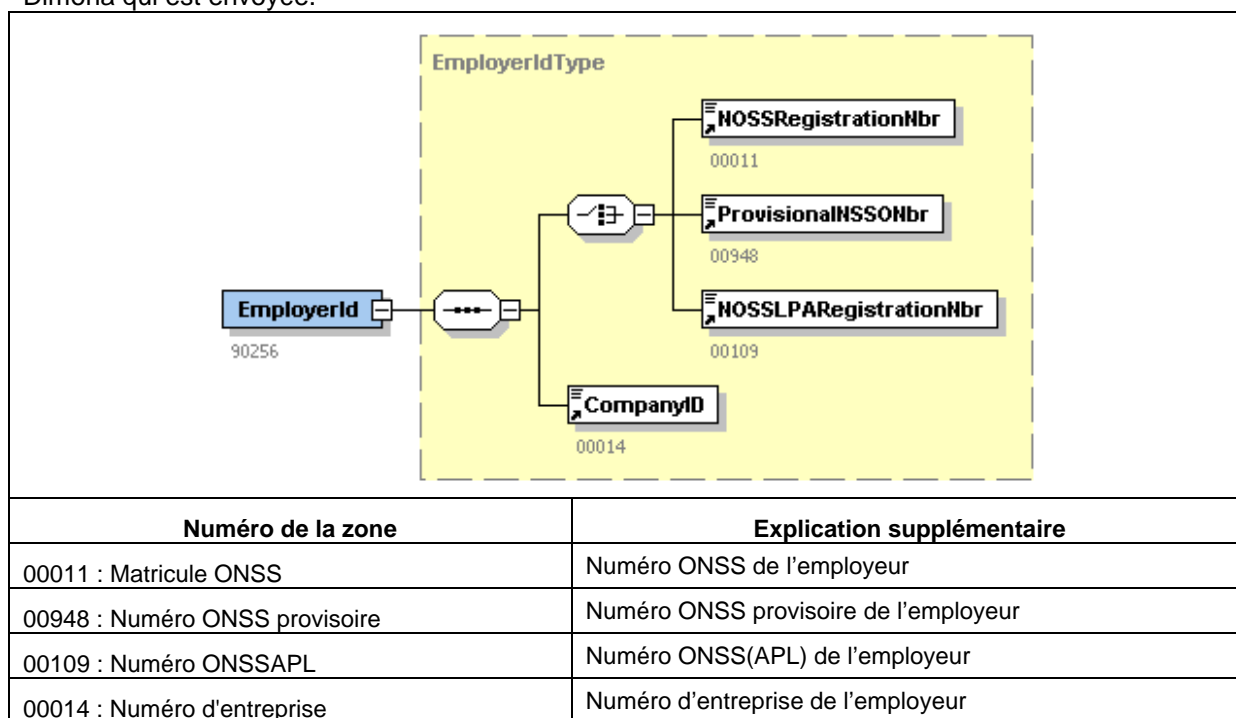 Dimona qui est envoyée.
EmployerIdType
NOSSRegistrationNbr
00011
ProvisionalNSSONbr
00948
EmployerId
90256
NOSSLPARegistrationNbr
00109
CompanyID
00014
Numéro de la zone Explication supplémentaire
00011 : Matricule ONSS Numéro ONSS de l’employeur
00948 : Numéro ONSS provisoire Numéro ONSS provisoire de l’employeur
00109 : Numéro ONSSAPL Numéro ONSS(APL) de l’employeur
00014 : Numéro d'entreprise Numéro d’entreprise de l’employeur